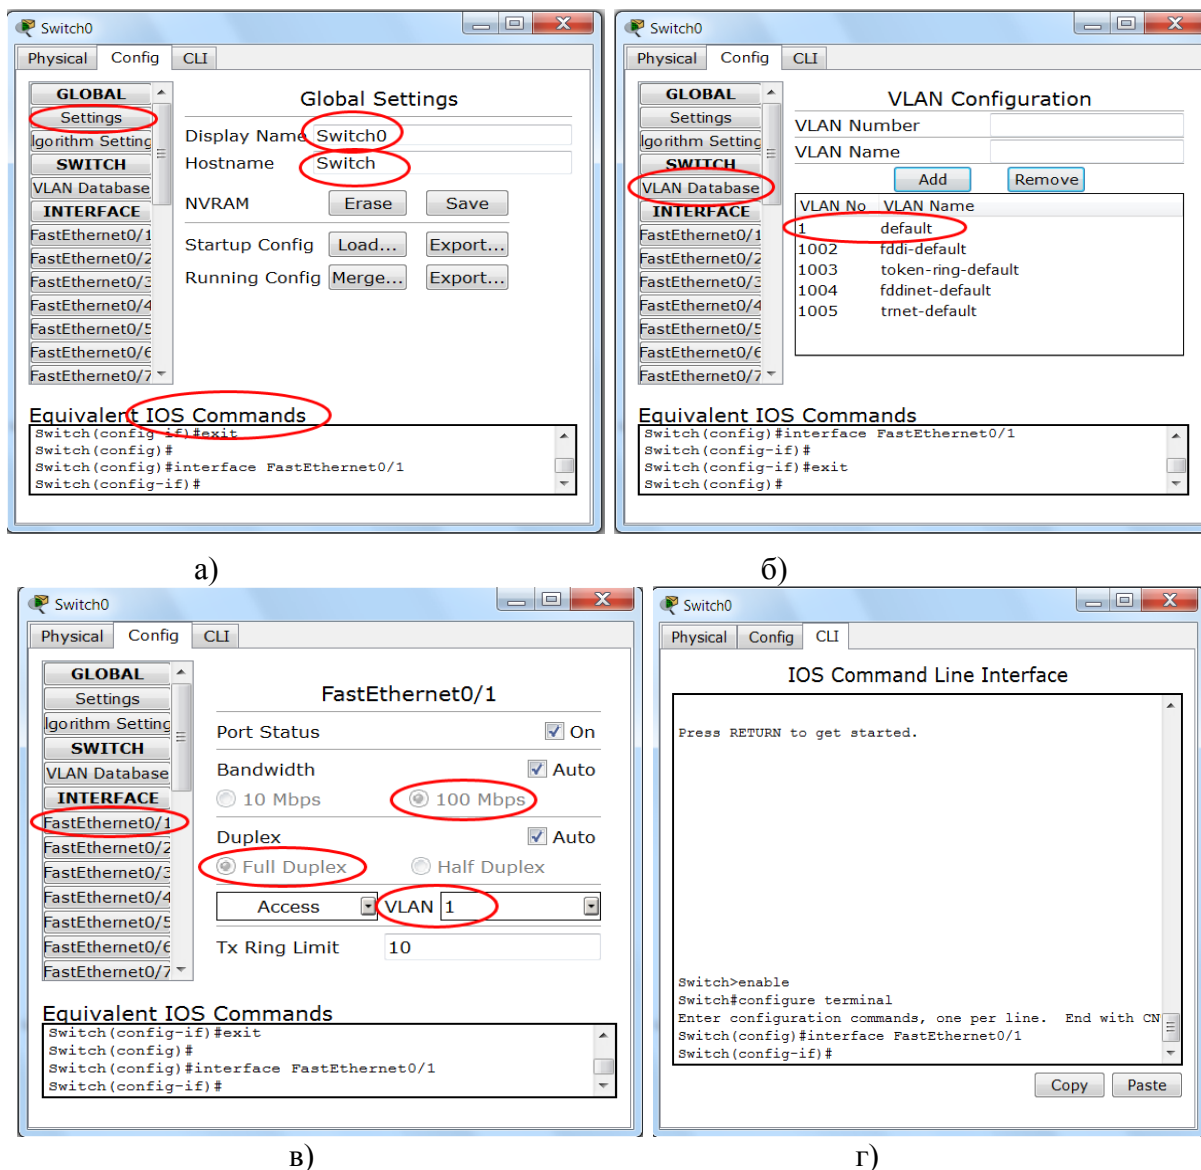 Switch0
Physical Config CLI
GLOBAL
Settings
lgorithm Setting
SWITCH
VLAN Database
INTERFACE
FastEthernet0/1
FastEthernet0/2
FastEthernet0/3
FastEthernet0/4
FastEthernet0/5
FastEthernet0/6
FastEthernet0/7
Global Settings
Display Name Switch0
Hostname Switch
NVRAM Erase Save
Startup Config Load... Export...
Running Config Merge... Export...
Equivalent IOS Commands
Switch(config-if)#exit
Switch(config)#
Switch(config)#interface FastEthernet0/1
Switch(config-if)#
а)
Switch0
Physical Config CLI
GLOBAL
Settings
lgorithm Setting
SWITCH
VLAN Database
INTERFACE
FastEthernet0/1
FastEthernet0/2
FastEthernet0/3
FastEthernet0/4
FastEthernet0/5
FastEthernet0/6
FastEthernet0/7
VLAN Configuration
VLAN Number
VLAN Name
Add Remove
VLAN No VLAN Name
1 default
1002 fddi-default
1003 token-ring-default
1004 fddinet-default
1005 trnet-default
Equivalent IOS Commands
Switch(config)#interface FastEthernet0/1
Switch(config-if)#
Switch(config-if)#exit
Switch(config)#
б)
Switch0
Physical Config CLI
GLOBAL
Settings
lgorithm Setting
SWITCH
VLAN Database
INTERFACE
FastEthernet0/1
FastEthernet0/2
FastEthernet0/3
FastEthernet0/4
FastEthernet0/5
FastEthernet0/6
FastEthernet0/7
FastEthernet0/1
Port Status On
Bandwidth Auto
10 Mbps 100 Mbps
Duplex Auto
Full Duplex Half Duplex
Access VLAN 1
Tx Ring Limit 10
Equivalent IOS Commands
Switch(config-if)#exit
Switch(config)#
Switch(config)#interface FastEthernet0/1
Switch(config-if)#
в)
Switch0
Physical Config CLI
IOS Command Line Interface
Press RETURN to get started.
Switch>enable
Switch#configure terminal
Enter configuration commands, one per line. End with CN
Switch(config)#interface FastEthernet0/1
Switch(config-if)#
Copy Paste
г)